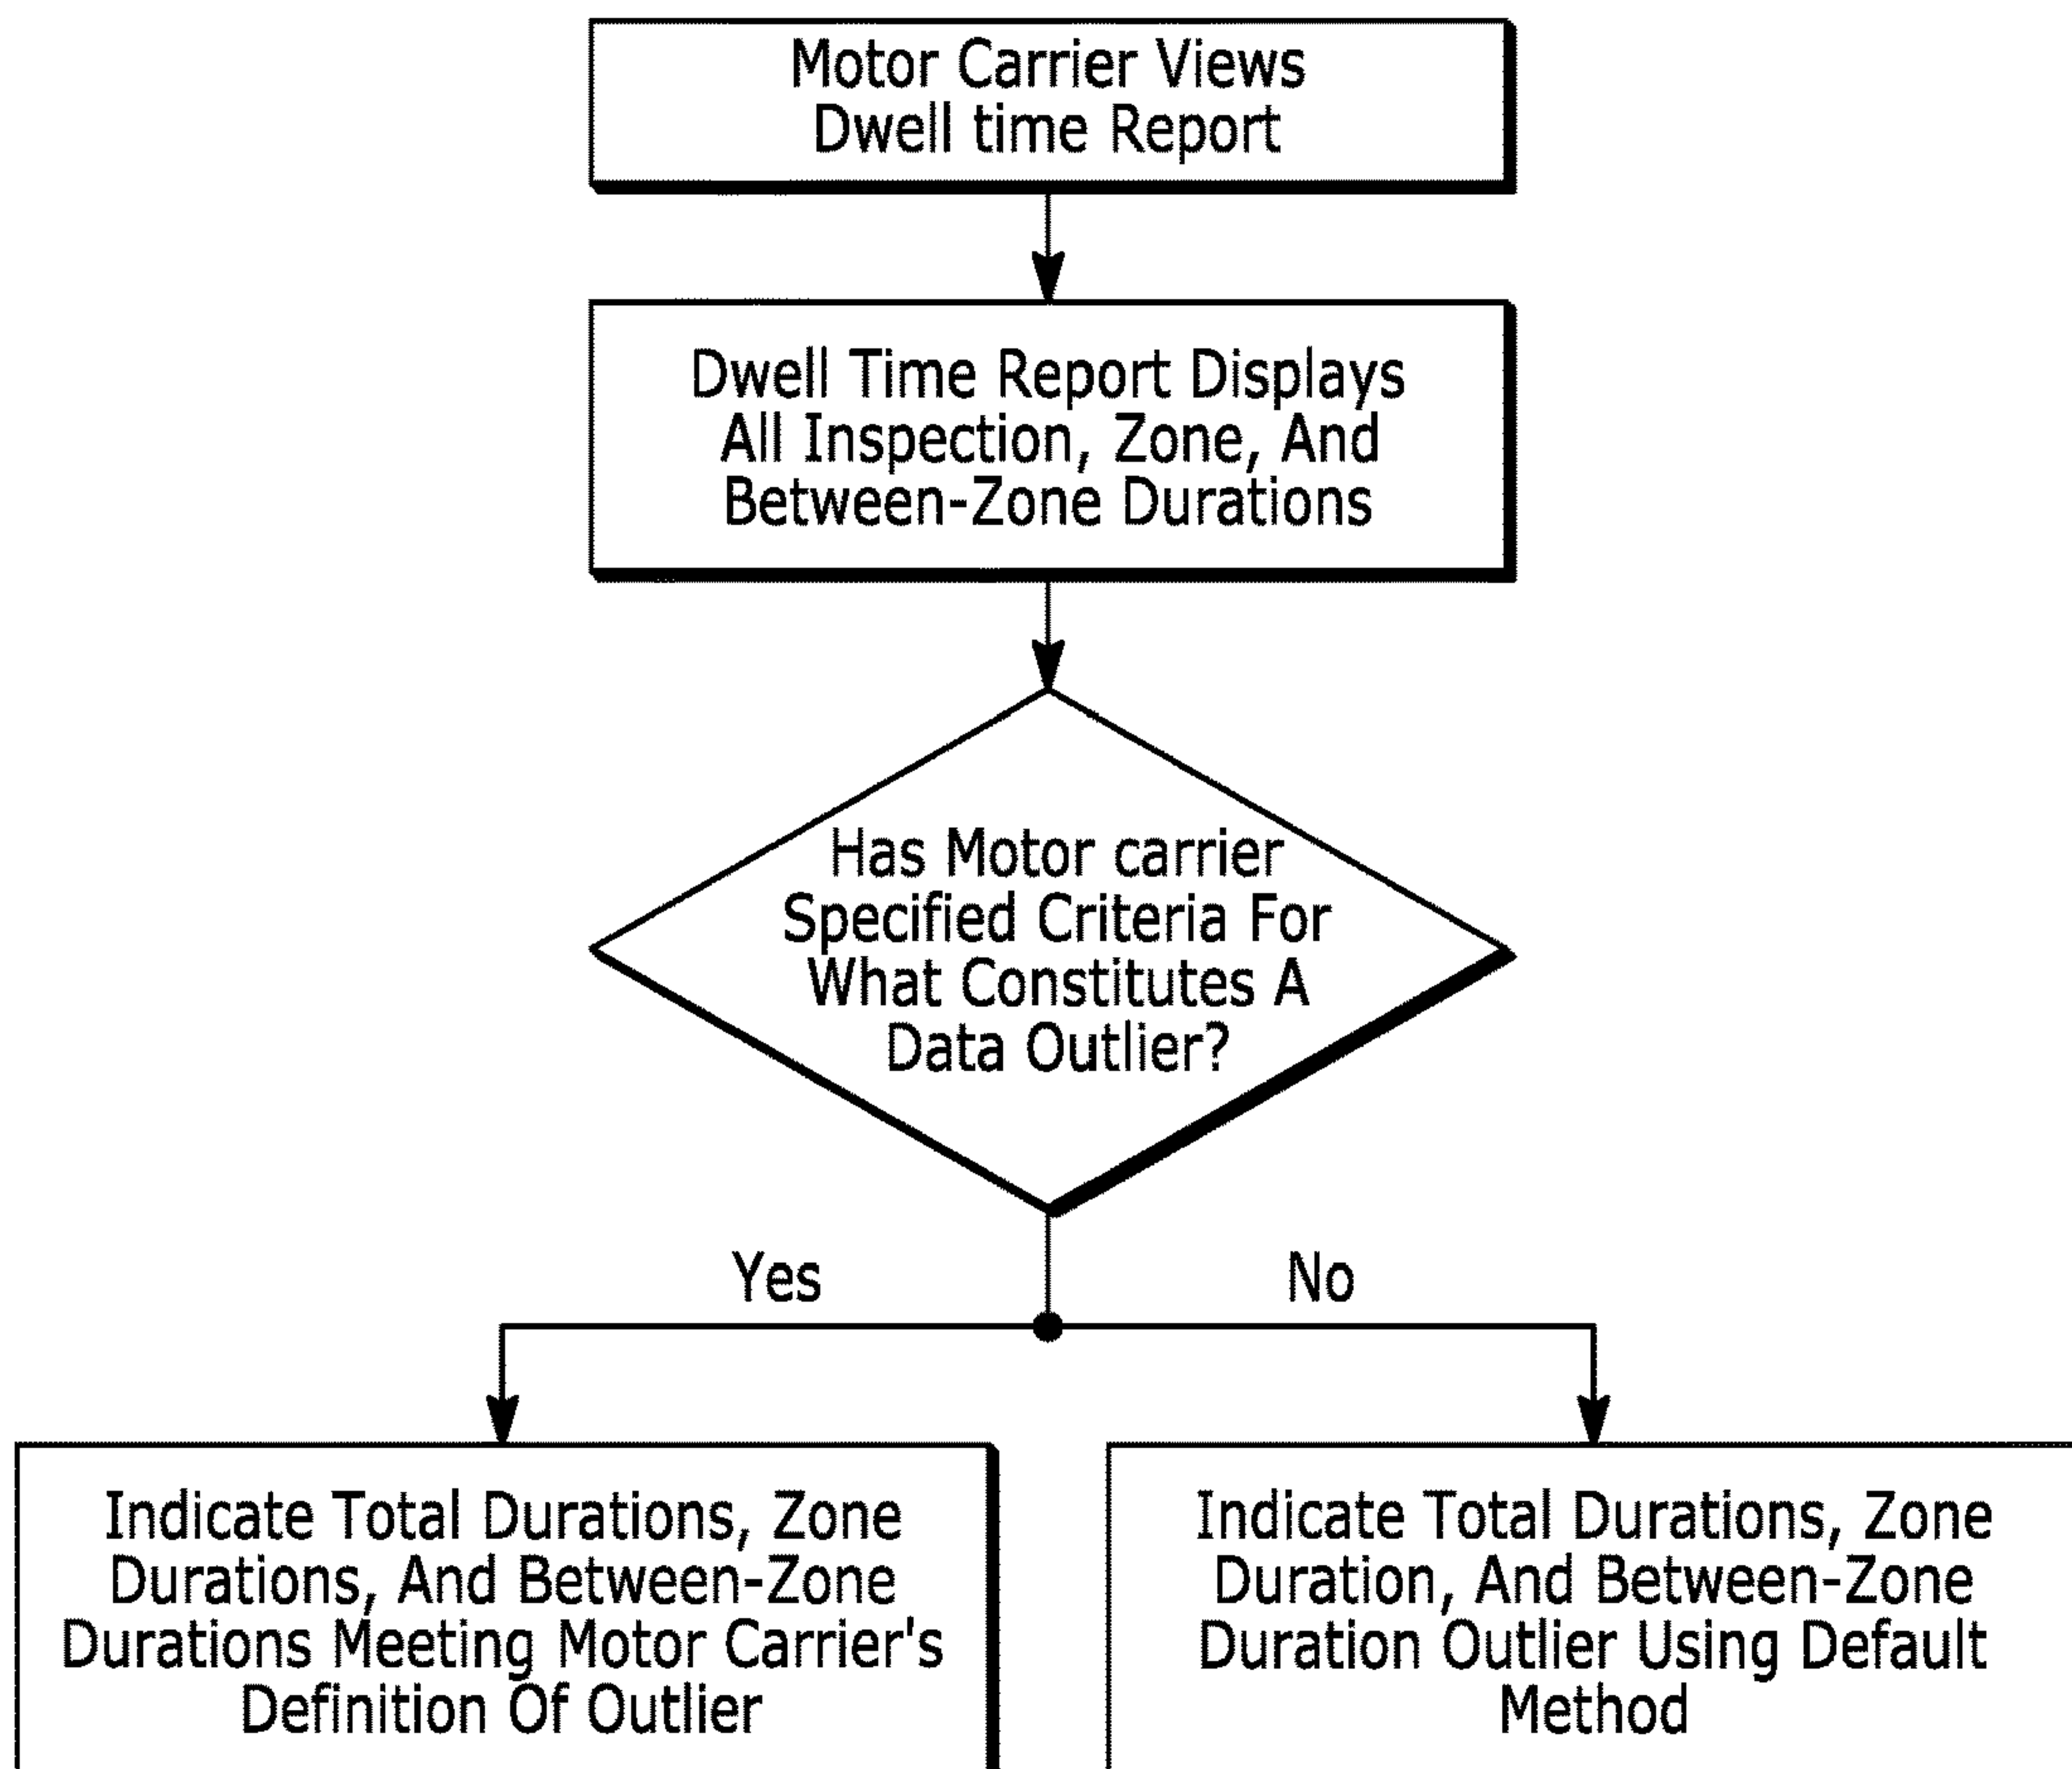 Motor Carrier Views
Dwell time Report
Dwell Time Report Displays
All Inspection, Zone, And
Between-Zone Durations
Has Motor carrier
Specified Criteria For
What Constitutes A
Data Outlier?
Yes
No
Indicate Total Durations, Zone
Durations, And Between-Zone
Durations Meeting Motor Carrier's
Definition Of Outlier
Indicate Total Durations, Zone
Duration, And Between-Zone
Duration Outlier Using Default
Method